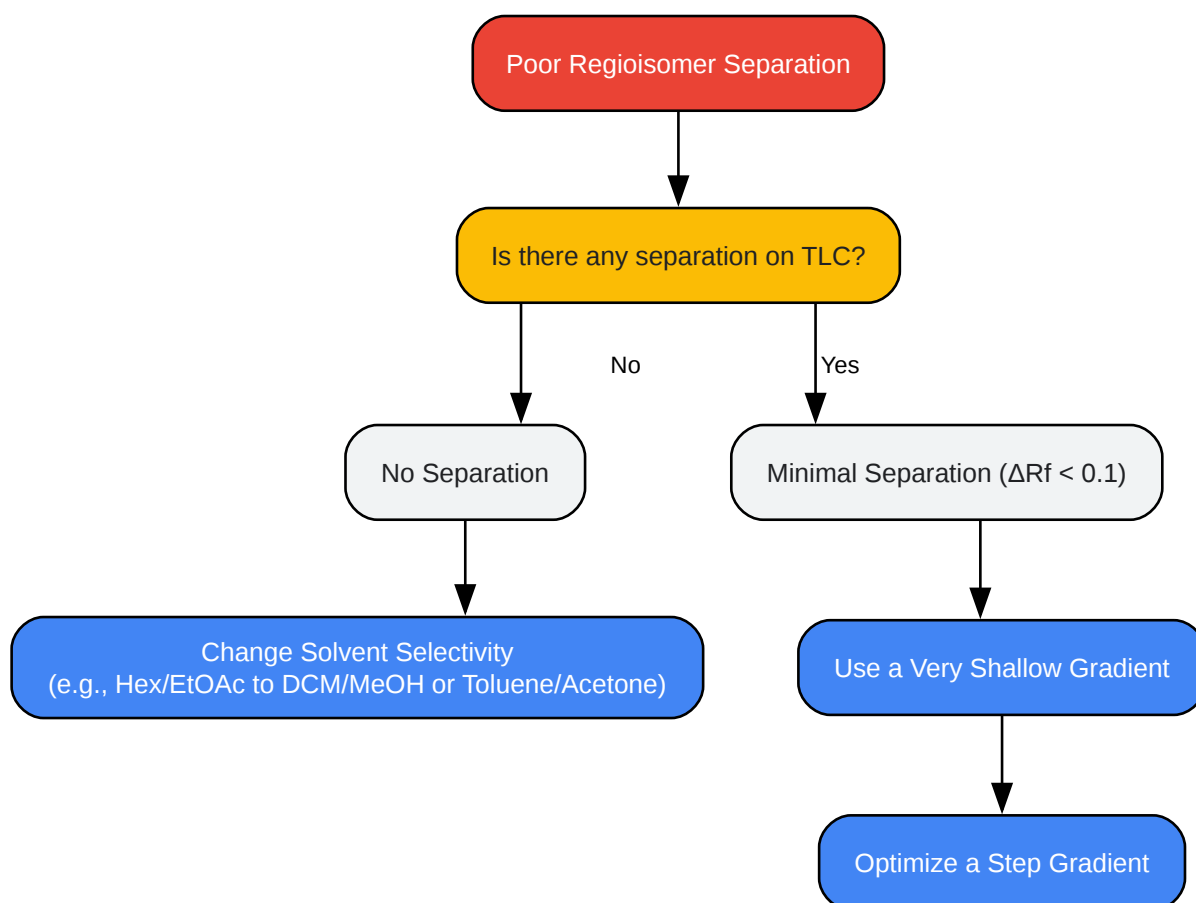 Poor Regioisomer Separation
Is there any separation on TLC?
No
Yes
No Separation
Minimal Separation (ΔRf < 0.1)
Change Solvent Selectivity
(e.g., Hex/EtOAc to DCM/MeOH or Toluene/Acetone)
Use a Very Shallow Gradient
Optimize a Step Gradient